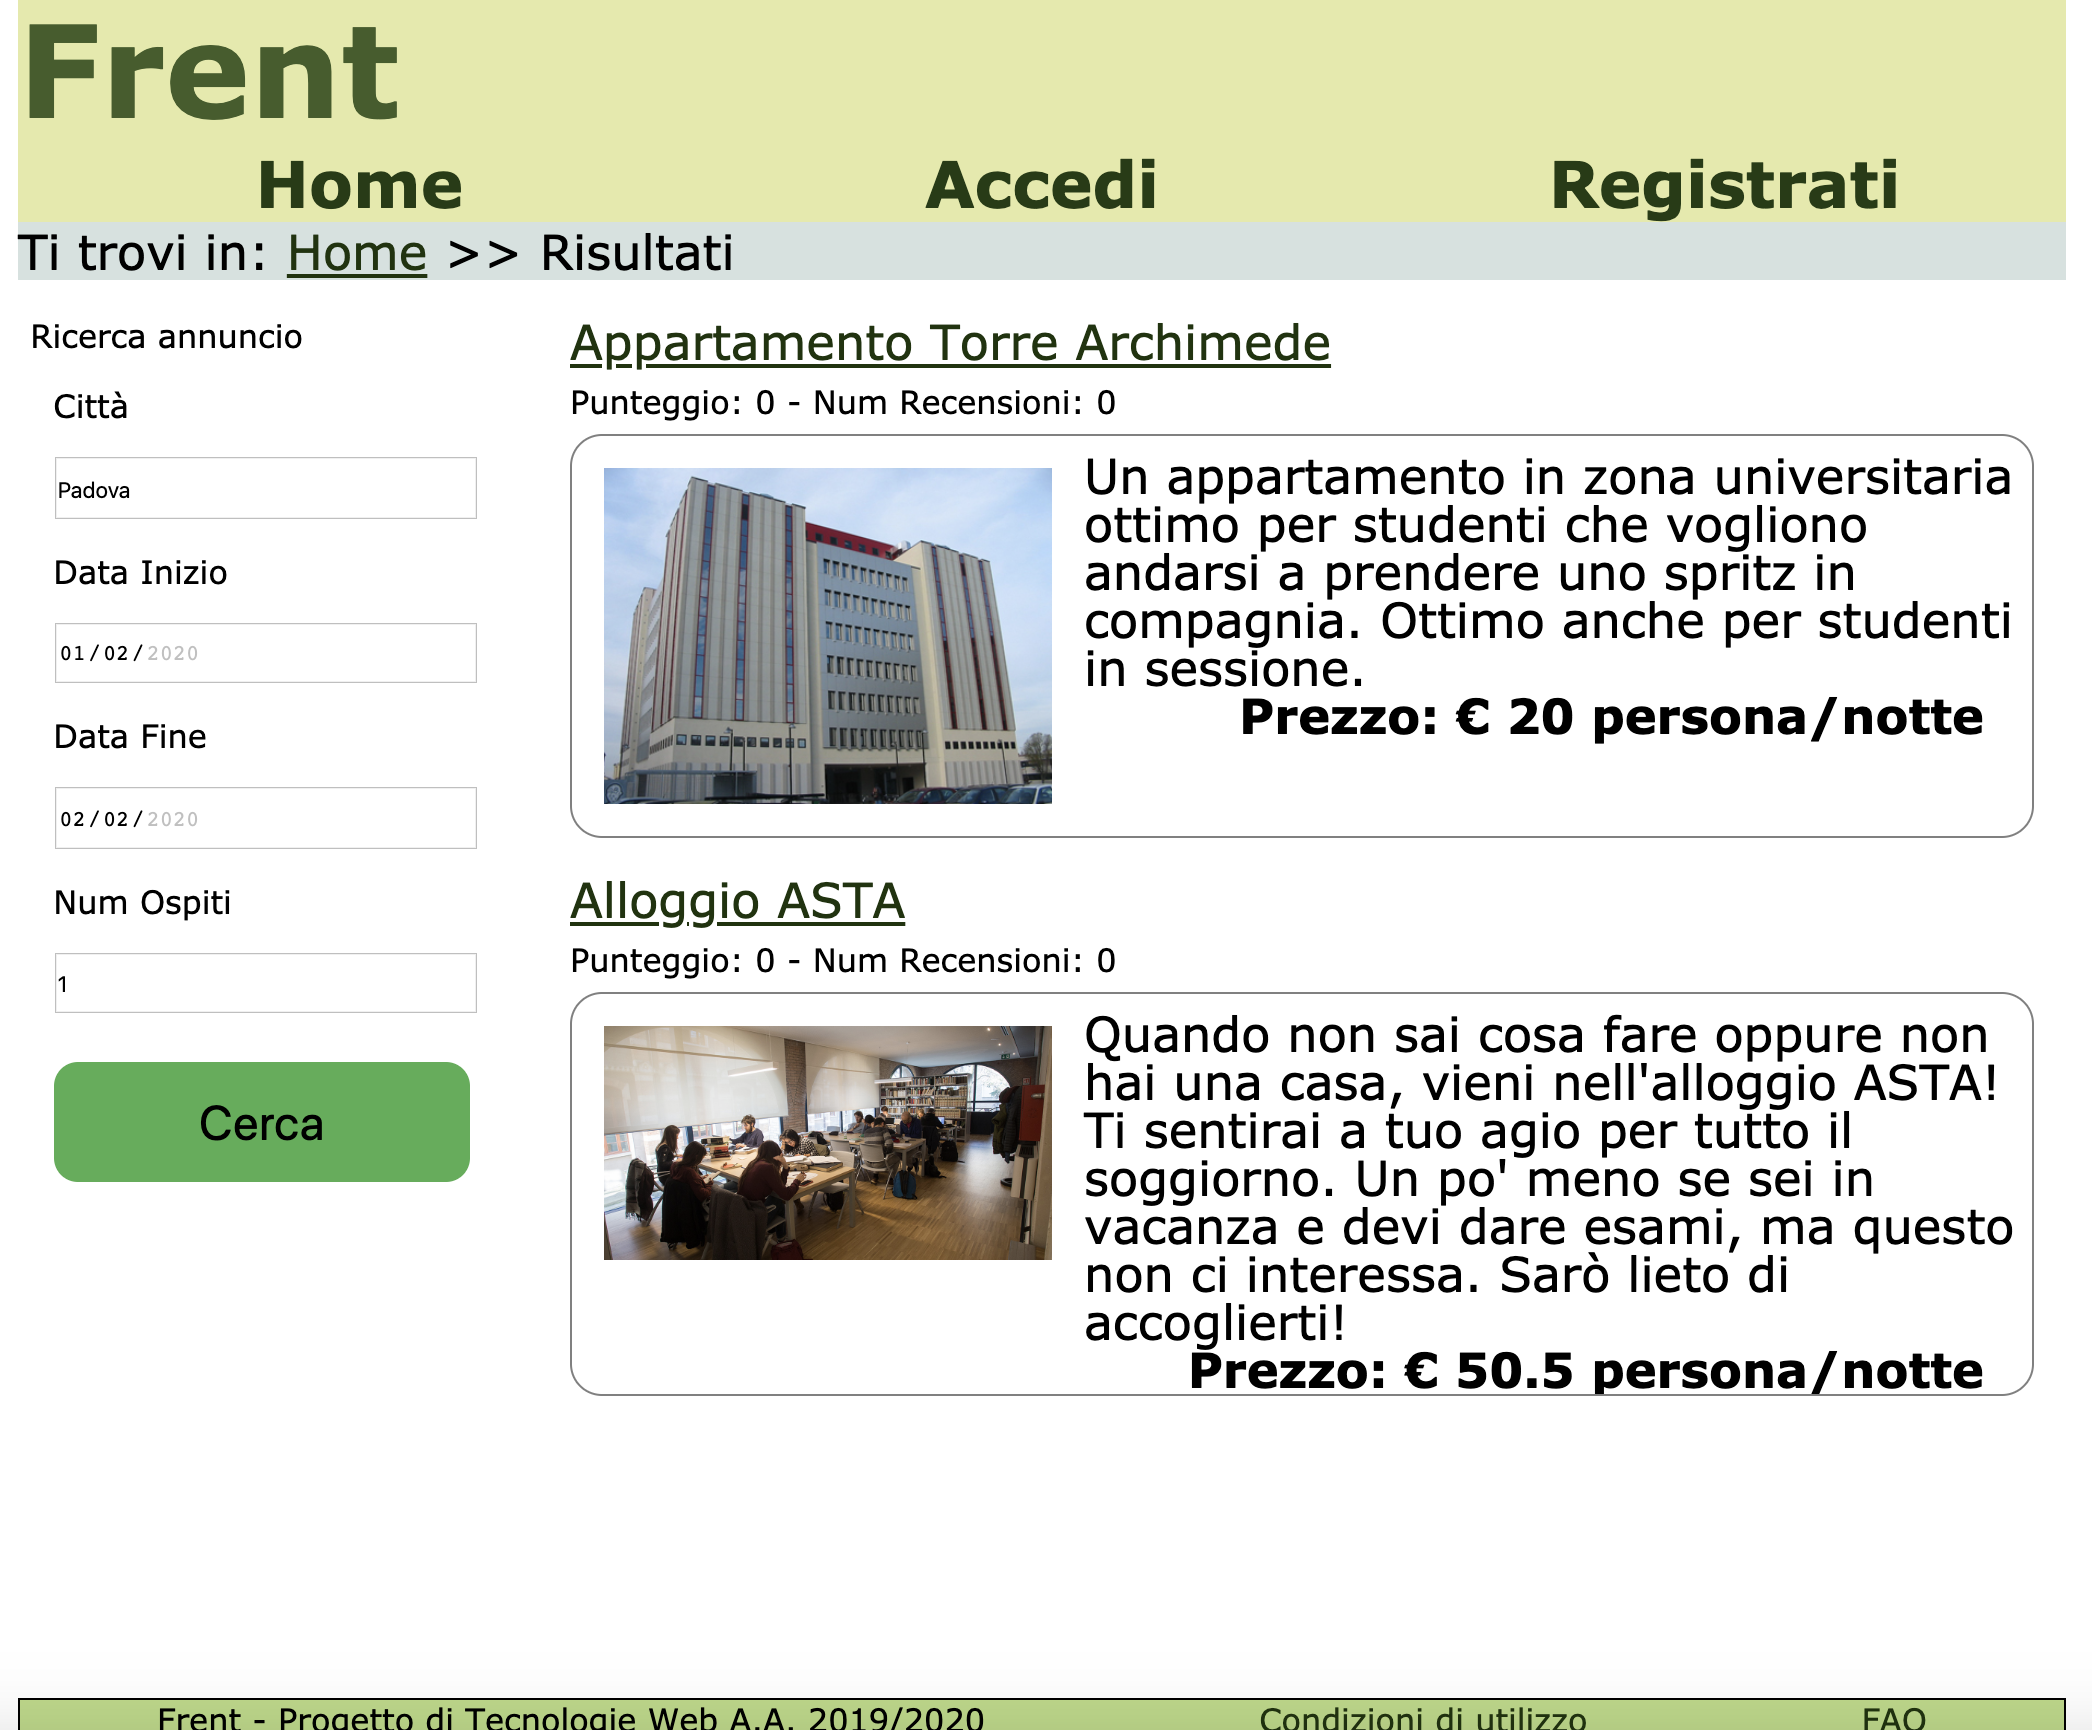 Frent
Home
Accedi
Registrati
Ti trovi in: Home >> Risultati
Ricerca annuncio
Città
Padova
Data Inizio
01/02/2020
Data Fine
02/02/2020
Num Ospiti
1
Cerca
Appartamento Torre Archimede
Punteggio: 0 - Num Recensioni: 0
Un appartamento in zona universitaria
ottimo per studenti che vogliono
andarsi a prendere uno spritz in
compagnia. Ottimo anche per studenti
in sessione.
Prezzo: € 20 persona/notte
Alloggio ASTA
Punteggio: 0 - Num Recensioni: 0
Quando non sai cosa fare oppure non
hai una casa, vieni nell'alloggio ASTA!
Ti sentirai a tuo agio per tutto il
soggiorno. Un po' meno se sei in
vacanza e devi dare esami, ma questo
non ci interessa. Sarò lieto di
accoglierti!
Prezzo: € 50.5 persona/notte
Frent - Progetto di Tecnologie Web A.A. 2019/2020
Condizioni di utilizzo
FAQ